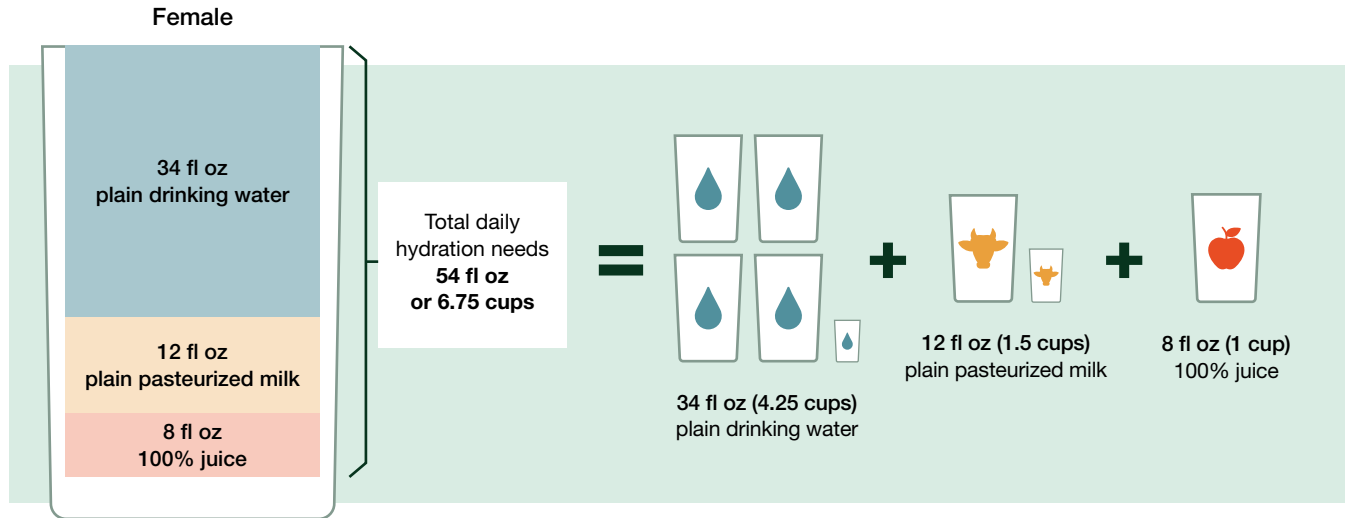 Female
34 fl oz
plain drinking water
12 fl oz
plain pasteurized milk
8 fl oz
100% juice
Total daily
hydration needs
54 fl oz
or 6.75 cups
=
34 fl oz (4.25 cups)
plain drinking water
+
12 fl oz (1.5 cups)
plain pasteurized milk
+
8 fl oz (1 cup)
100% juice